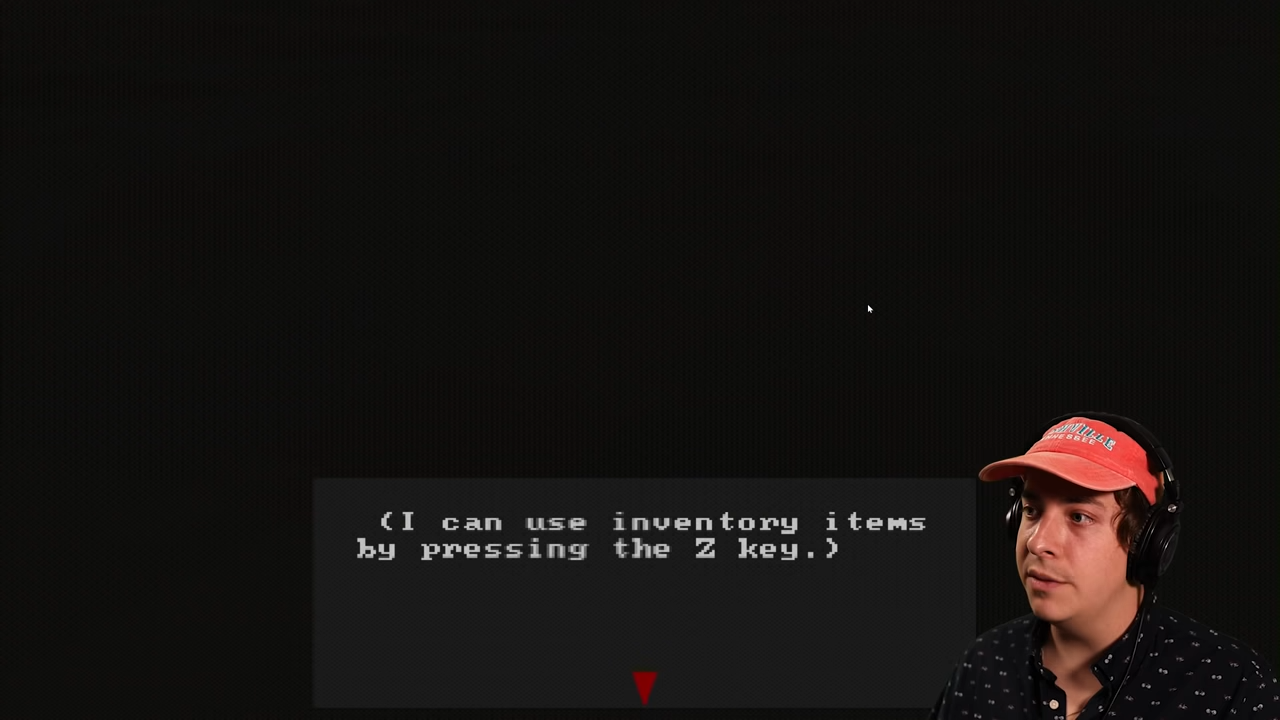 (I can use inventory items
by pressing the Z key.)